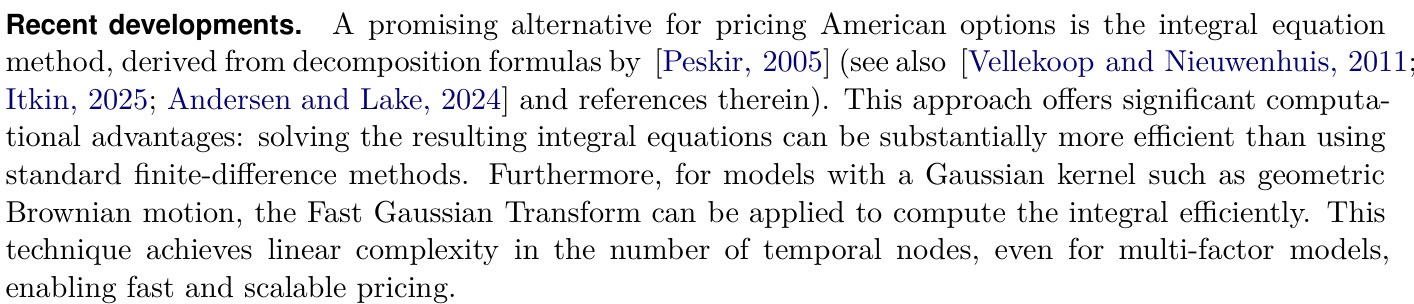 Recent developments. A promising alternative for pricing American options is the integral equation
method, derived from decomposition formulas by [Peskir, 2005] (see also [Vellekoop and Nieuwenhuis, 2011;
Itkin, 2025; Andersen and Lake, 2024] and references therein). This approach offers significant computa-
tional advantages: solving the resulting integral equations can be substantially more efficient than using
standard finite-difference methods. Furthermore, for models with a Gaussian kernel such as geometric
Brownian motion, the Fast Gaussian Transform can be applied to compute the integral efficiently. This
technique achieves linear complexity in the number of temporal nodes, even for multi-factor models,
enabling fast and scalable pricing.